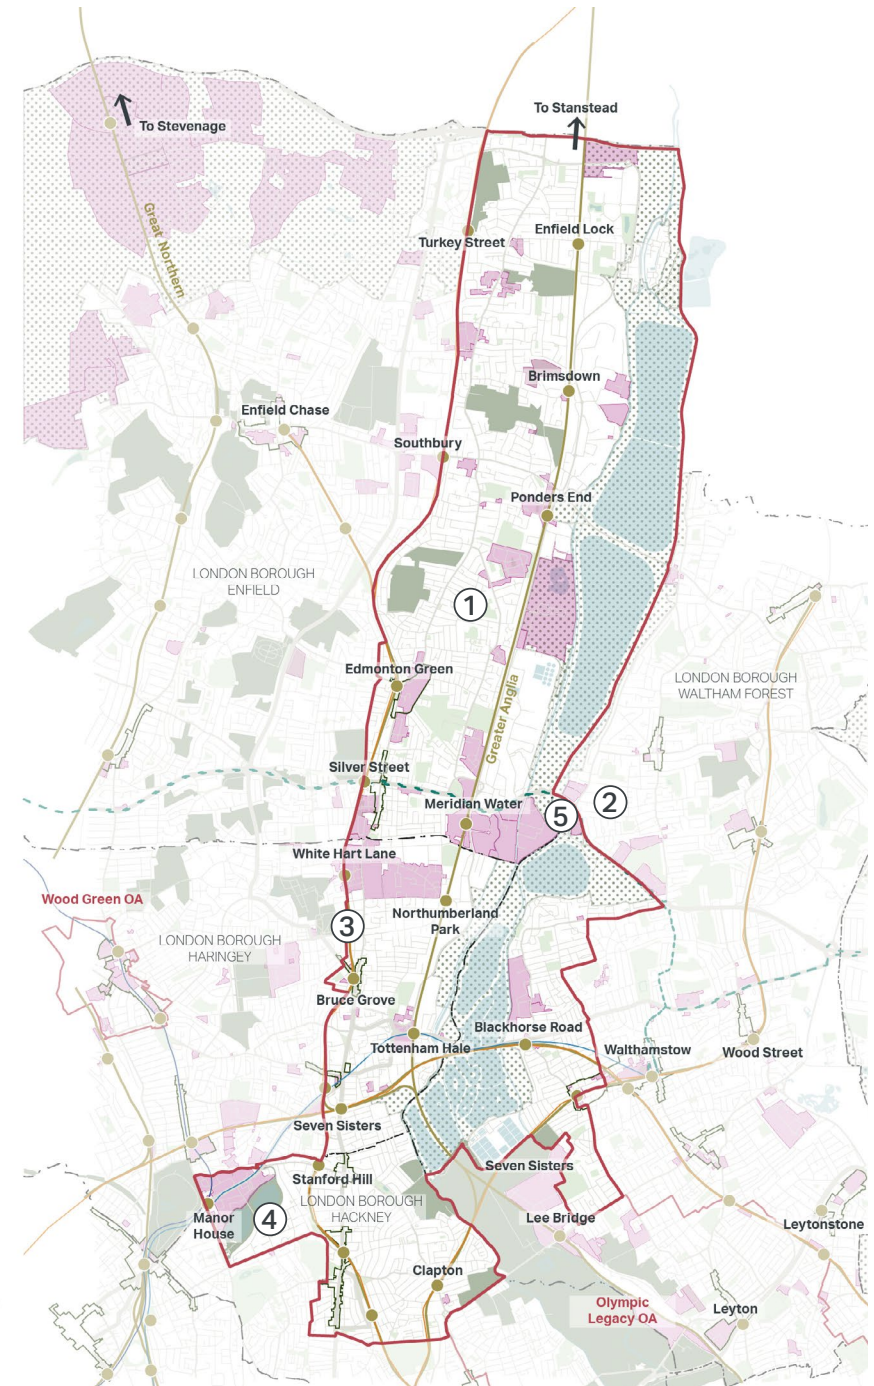 To Stanstead
To Stevenage
Great Northern
Turkey Street
Enfield Lock
Brimsdown
Enfield Chase
Southbury
Ponders End
LONDON BOROUGH
ENFIELD
1
Edmonton Green
LONDON BOROUGH
WALTHAM FOREST
Greater Anglia
Silver Street
Meridian Water
5
2
White Hart Lane
Wood Green OA
Northumberland
Park
3
LONDON BOROUGH
HARINGEY
Bruce Grove
Blackhorse Road
Tottenham Hale
Walthamstow
Wood Street
Seven Sisters
Seven Sisters
Stanford Hill
LONDON BOROUGH
HACKNEY
Manor
House
4
Lee Bridge
Leytonstone
Clapton
Olympic
Legacy OA
Leyton